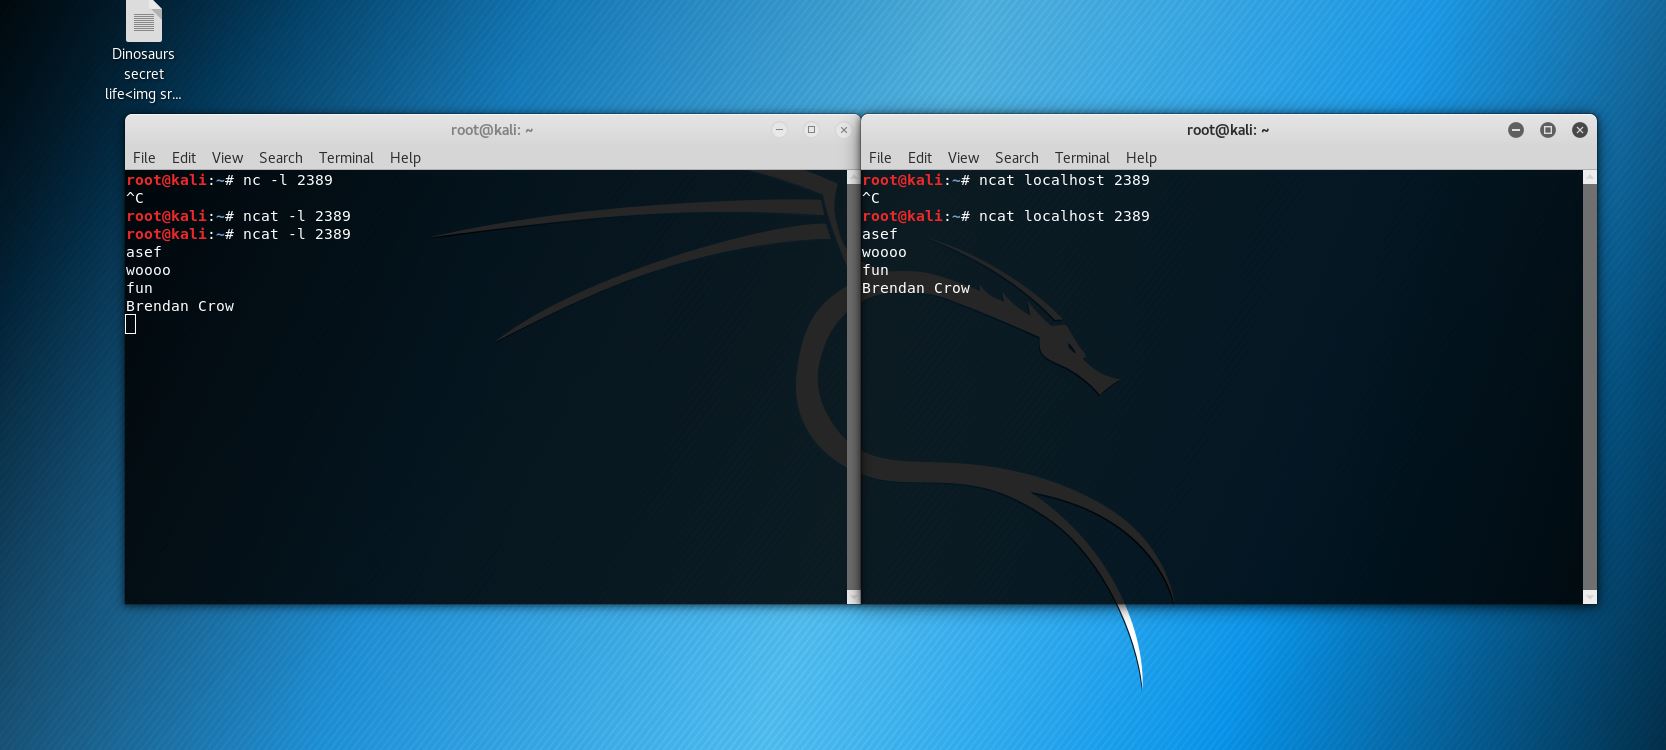 Dinosaurs
secret
life<img sr...
root@kali: ~
File Edit View Search Terminal Help
root@kali:~# nc -l 2389
^C
root@kali:~# ncat -l 2389
root@kali:~# ncat -l 2389
asef
woooo
fun
Brendan Crow
root@kali: ~
File Edit View Search Terminal Help
root@kali:~# ncat localhost 2389
^C
root@kali:~# ncat localhost 2389
asef
woooo
fun
Brendan Crow